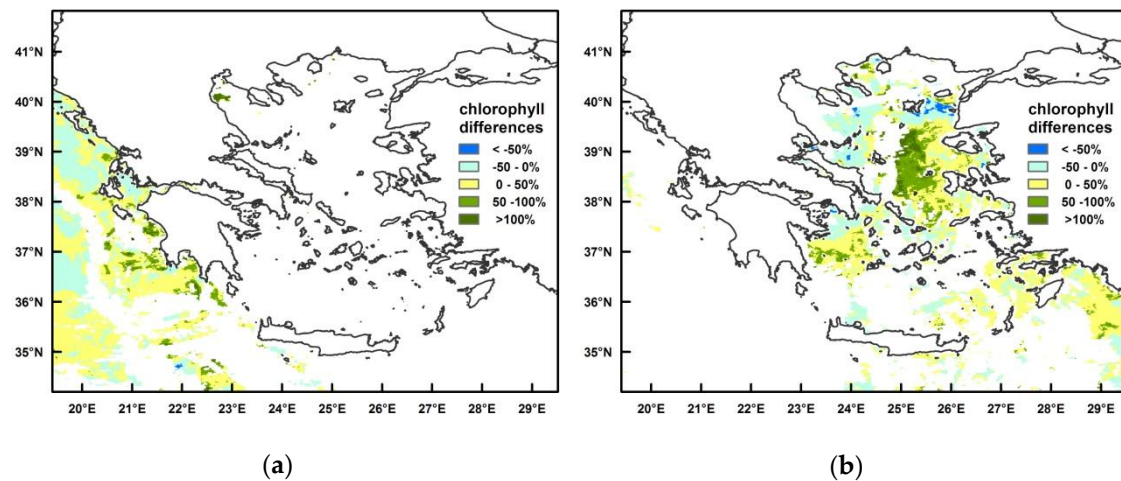 41°N
40°N
39°N
38°N
37°N
36°N
35°N
20°E 21°E 22°E 23°E 24°E 25°E 26°E 27°E 28°E 29°E
chlorophyll
differences
< -50%
-50 - 0%
0 - 50%
50 -100%
>100%
(a)
41°N
40°N
39°N
38°N
37°N
36°N
35°N
20°E 21°E 22°E 23°E 24°E 25°E 26°E 27°E 28°E 29°E
chlorophyll
differences
< -50%
-50 - 0%
0 - 50%
50 -100%
>100%
(b)